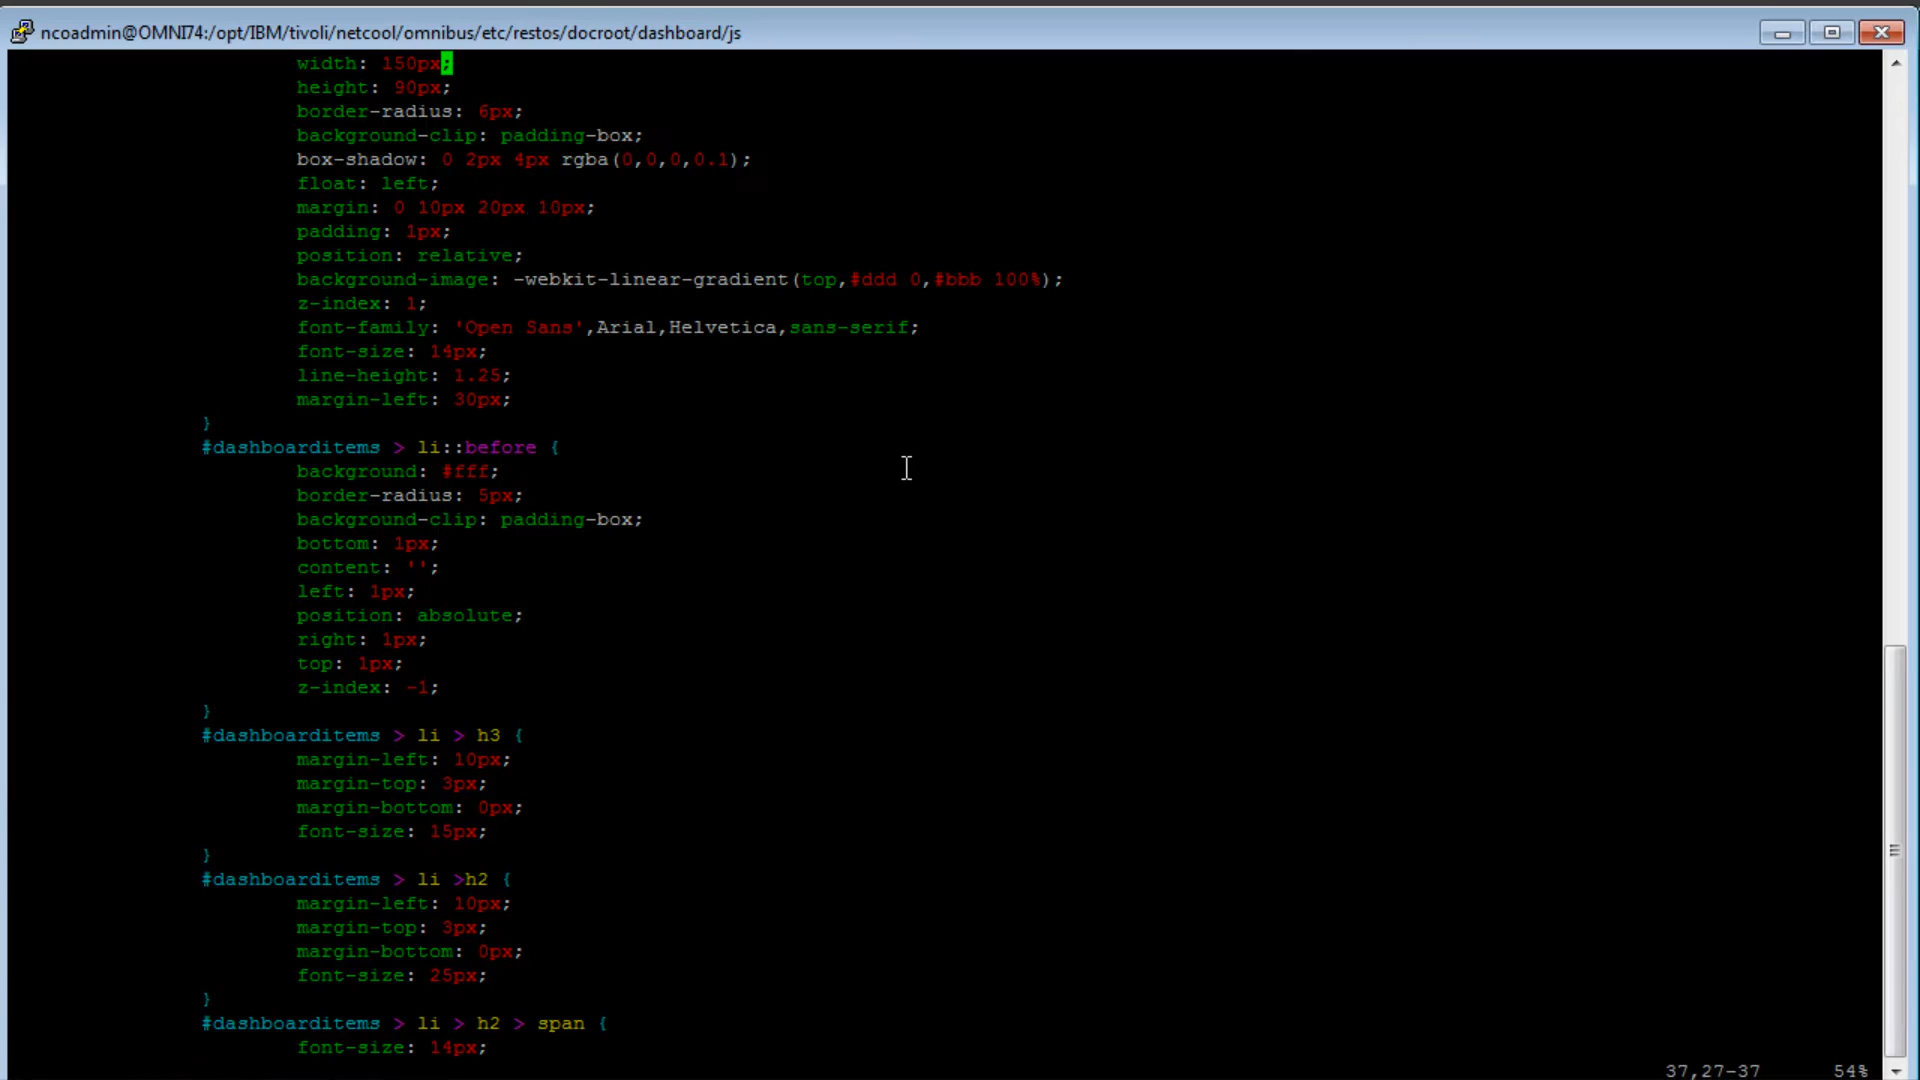 ncoadmin@OMNI74:/opt/IBM/tivoli/netcool/omnibus/etc/restos/docroot/dashboard/js
width: 150px;
height: 90px;
border-radius: 6px;
background-clip: padding-box;
box-shadow: 0 2px 4px rgba(0,0,0,0.1);
float: left;
margin: 0 10px 20px 10px;
padding: 1px;
position: relative;
background-image: -webkit-linear-gradient(top,#ddd 0,#bbb 100%);
z-index: 1;
font-family: 'Open Sans',Arial,Helvetica,sans-serif;
font-size: 14px;
line-height: 1.25;
margin-left: 30px;
}
#dashboarditems > li::before {
background: #fff;
border-radius: 5px;
background-clip: padding-box;
bottom: 1px;
content: '';
left: 1px;
position: absolute;
right: 1px;
top: 1px;
z-index: -1;
}
#dashboarditems > li > h3 {
margin-left: 10px;
margin-top: 3px;
margin-bottom: 0px;
font-size: 15px;
}
#dashboarditems > li >h2 {
margin-left: 10px;
margin-top: 3px;
margin-bottom: 0px;
font-size: 25px;
}
#dashboarditems > li > h2 > span {
font-size: 14px;
37,27-37 54%